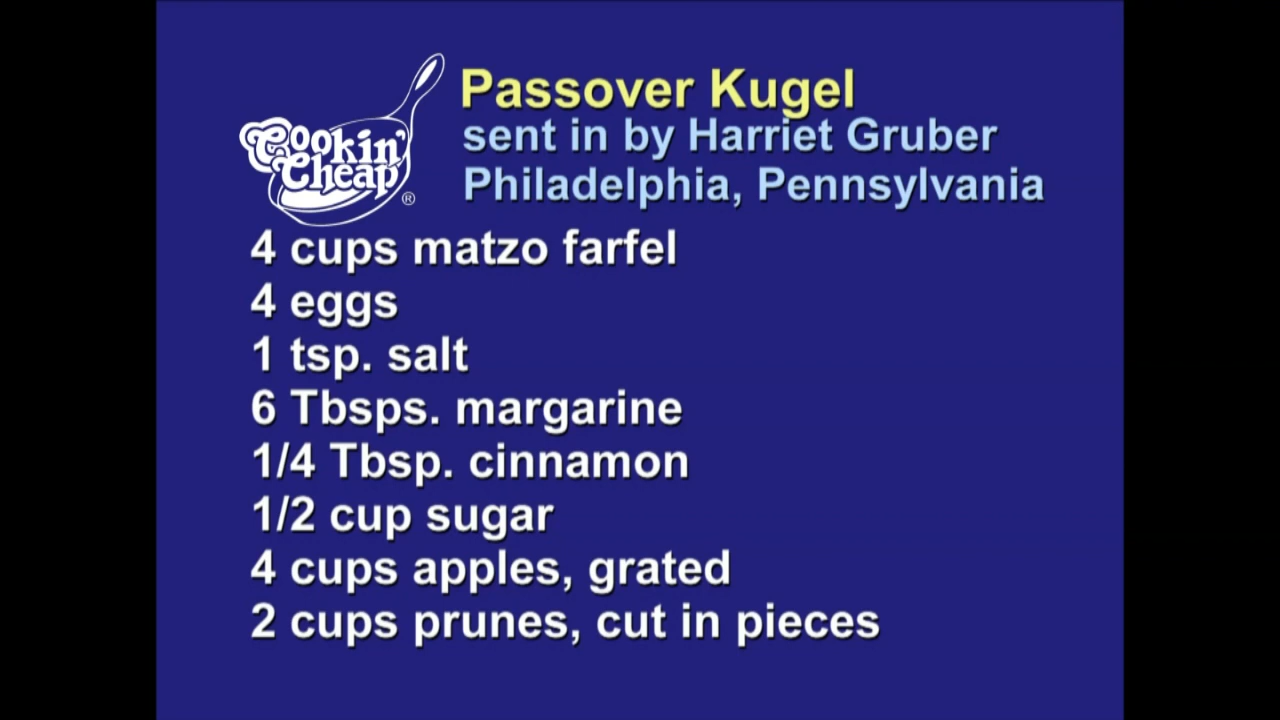 Cookin'
Cheap
®
Passover Kugel
sent in by Harriet Gruber
Philadelphia, Pennsylvania
4 cups matzo farfel
4 eggs
1 tsp. salt
6 Tbsps. margarine
1/4 Tbsp. cinnamon
1/2 cup sugar
4 cups apples, grated
2 cups prunes, cut in pieces